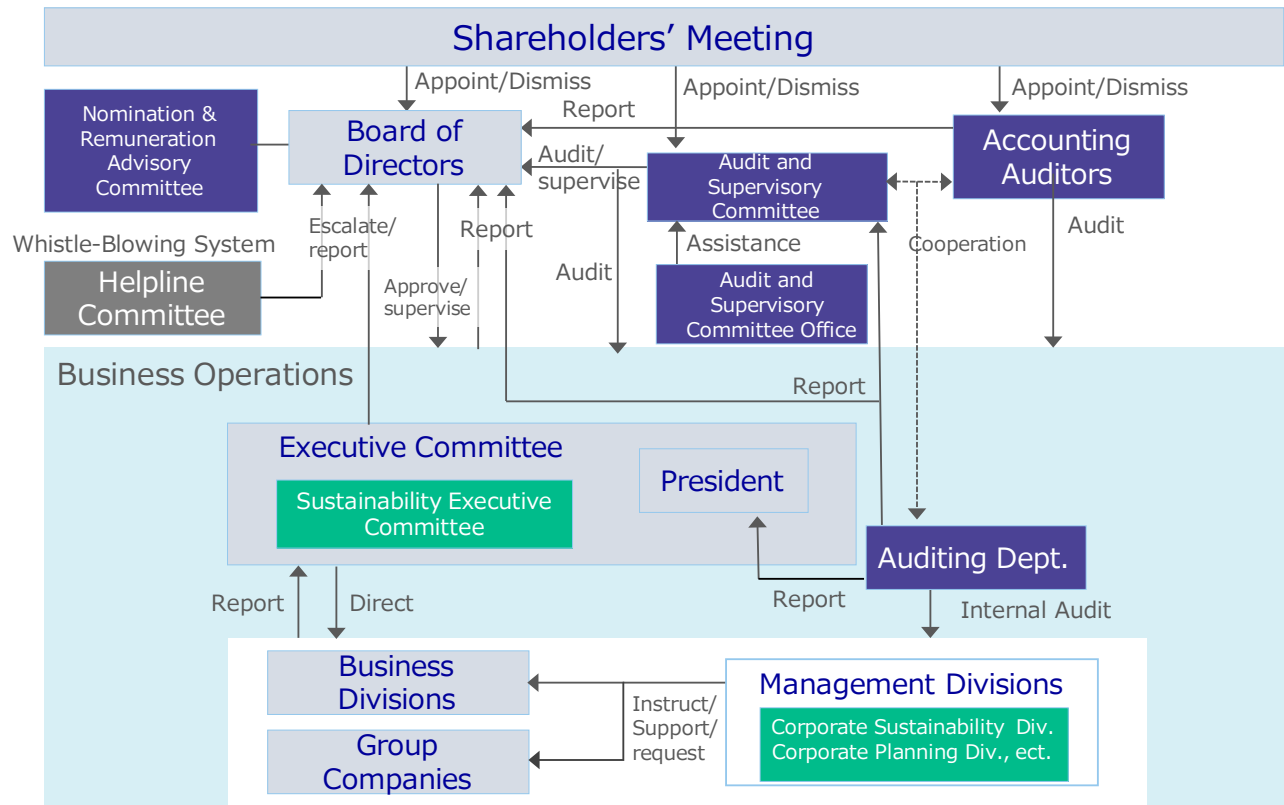 Shareholders’ Meeting
Appoint/Dismiss
Appoint/Dismiss
Appoint/Dismiss
Nomination &
Remuneration
Advisory
Committee
Board of
Directors
Report
Accounting
Auditors
Audit/
supervise
Audit and
Supervisory
Committee
Whistle-Blowing System
Helpline
Committee
Escalate/
report
Report
Approve/
supervise
Audit
Assistance
Audit and
Supervisory
Committee Office
Cooperation
Audit
Business Operations
Report
Executive Committee
Sustainability Executive
Committee
President
Auditing Dept.
Report
Direct
Report
Internal Audit
Business
Divisions
Group
Companies
Instruct/
Support/
request
Management Divisions
Corporate Sustainability Div.
Corporate Planning Div., ect.